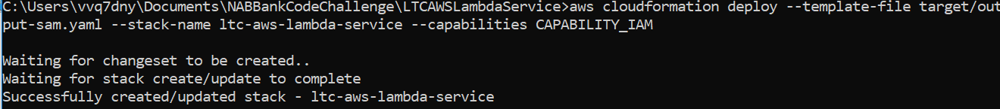 C:\Users\vvq7dny\Documents\NABBankCodeChallenge\LTCAWSLambdaService>aws cloudformation deploy --template-file target/out
put-sam.yaml --stack-name ltc-aws-lambda-service --capabilities CAPABILITY_IAM
Waiting for changeset to be created..
Waiting for stack create/update to complete
Successfully created/updated stack - ltc-aws-lambda-service